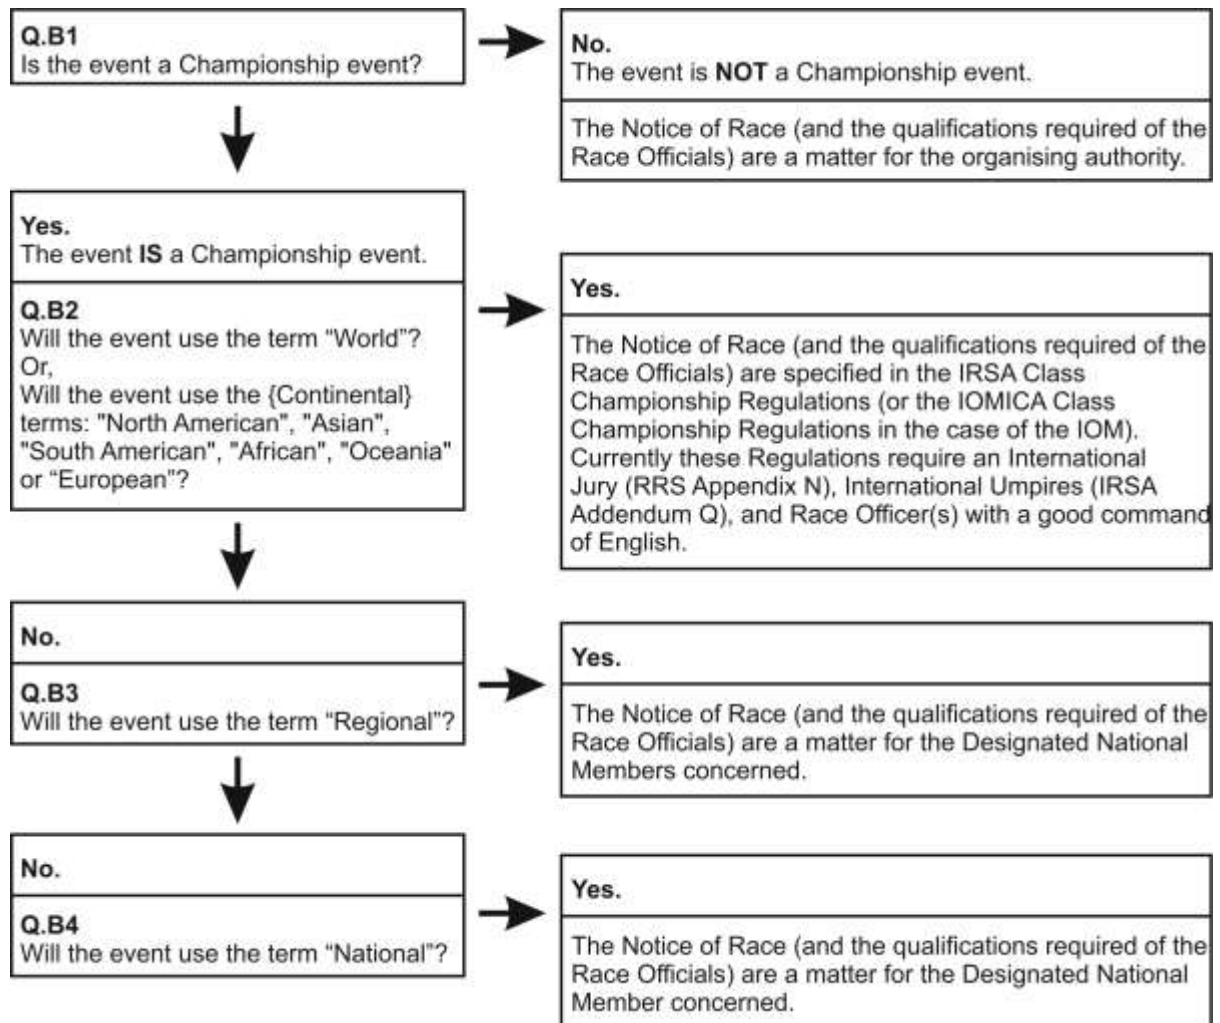 Q.B1
Is the event a Championship event?
No.
The event is NOT a Championship event.
The Notice of Race (and the qualifications required of the
Race Officials) are a matter for the organising authority.
Yes.
The event IS a Championship event.
Q.B2
Will the event use the term “World”?
Or,
Will the event use the {Continental}
terms: "North American", "Asian",
"South American", "African", "Oceania"
or “European”?
Yes.
The Notice of Race (and the qualifications required of the
Race Officials) are specified in the IRSA Class
Championship Regulations (or the IOMICA Class
Championship Regulations in the case of the IOM).
Currently these Regulations require an International
Jury (RRS Appendix N), International Umpires (IRSA
Addendum Q), and Race Officer(s) with a good command
of English.
No.
Q.B3
Will the event use the term “Regional”?
Yes.
The Notice of Race (and the qualifications required of the
Race Officials) are a matter for the Designated National
Members concerned.
No.
Q.B4
Will the event use the term “National”?
Yes.
The Notice of Race (and the qualifications required of the
Race Officials) are a matter for the Designated National
Member concerned.